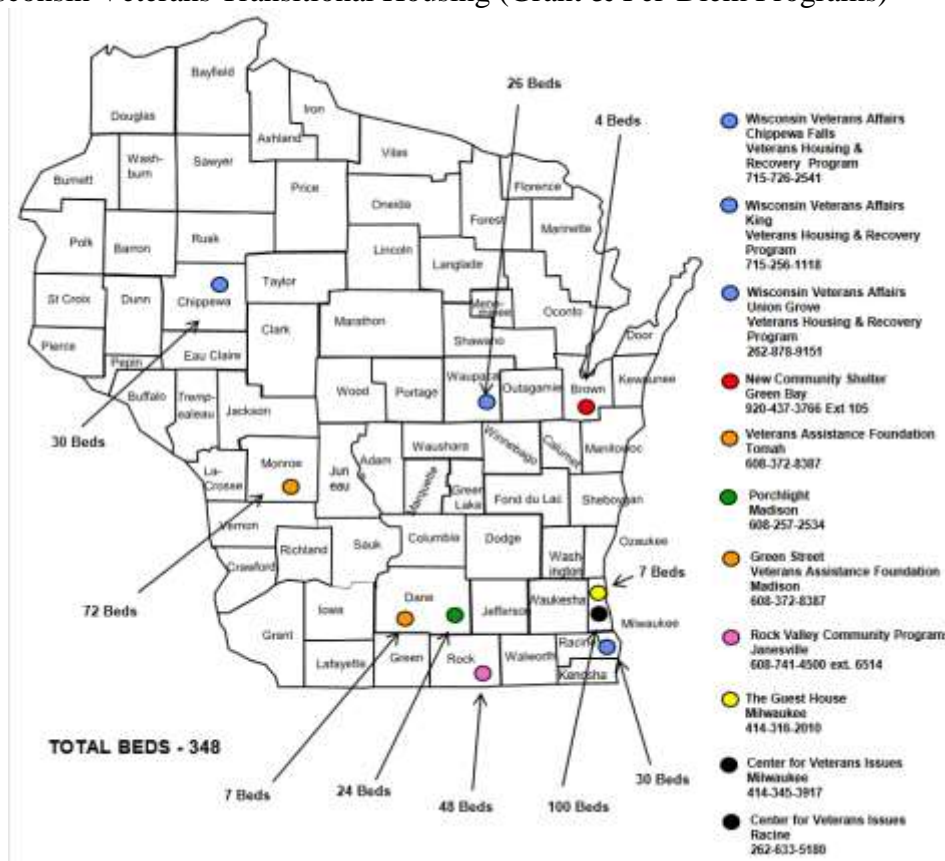 consin Veterans Transitional Housing (Grant & Per Diem Programs)
Bayfield
26 Beds
Douglas
Iron
4 Beds
Ashland
Vilas
Wash-
burn
Sawyer
Burnett
Price
Florence
Oneida
Forest
Marinette
Polk
Barron
Rusk
Lincoln
Langlade
Taylor
St Croix
Dunn
Chippewa
Oconto
Clark
Marathon
Door
Shawano
Pierce
Pepin
Eau Claire
Waupaca
Outagamie
Brown
Kewaunee
Wood
Portage
Buffalo
Tremp-
ealeau
Jackson
30 Beds
Waushara
Winnebago
Calumet
Manitowoc
Adam
La-
Crosse
Monroe
Jun
eau
Marquette
Green
Lake
Fond du Lac
Sheboygan
Vernon
Columbia
Dodge
Ozaukee
Sauk
Richland
Wash-
ington
Crawford
7 Beds
72 Beds
Iowa
Dane
Jefferson
Waukesha
Milwaukee
Grant
Racine
Lafayette
Green
Rock
Walworth
Kenosha
TOTAL BEDS - 348
7 Beds
24 Beds
48 Beds
100 Beds
30 Beds
Wisconsin Veterans Affairs
Chippewa Falls
Veterans Housing &
Recovery Program
715-726-2541
Wisconsin Veterans Affairs
King
Veterans Housing & Recovery
Program
715-256-1118
Wisconsin Veterans Affairs
Union Grove
Veterans Housing & Recovery
Program
262-878-9151
New Community Shelter
Green Bay
920-437-3766 Ext 105
Veterans Assistance Foundation
Tomah
608-372-8387
Porchlight
Madison
608-257-2534
Green Street
Veterans Assistance Foundation
Madison
608-372-8387
Rock Valley Community Programs
Janesville
608-741-4500 ext. 6514
The Guest House
Milwaukee
414-316-2010
Center for Veterans Issues
Milwaukee
414-345-3917
Center for Veterans Issues
Racine
262-633-5180